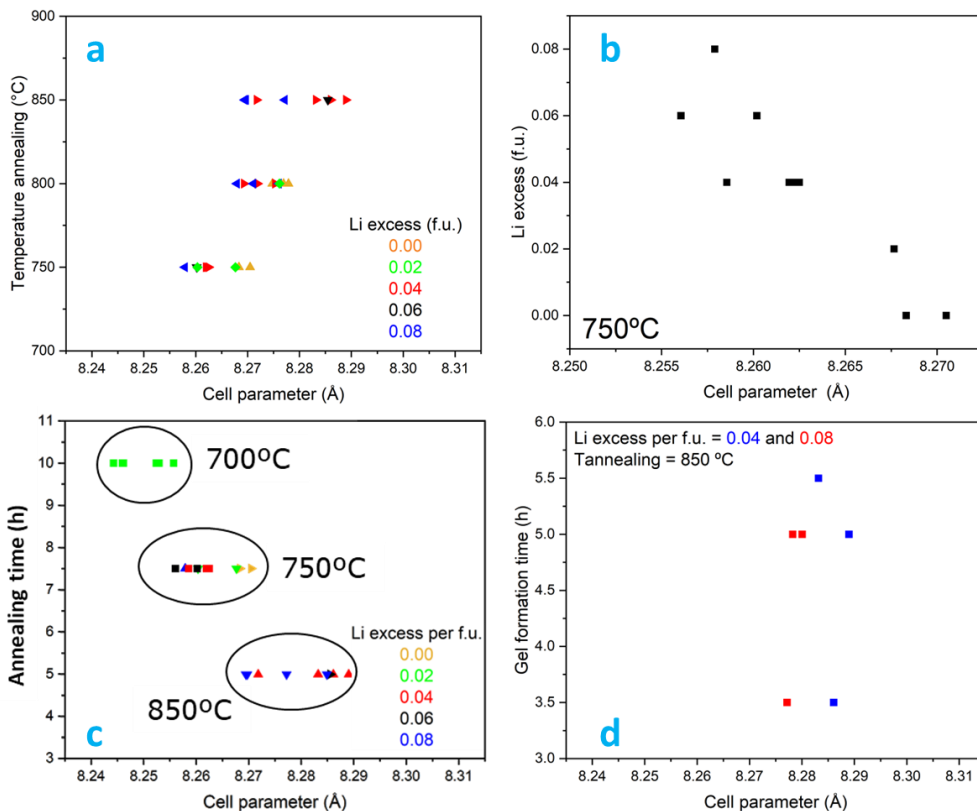 a
900
850
800
750
700
Temperature annealing (°C)
Li excess (f.u.)
0.00
0.02
0.04
0.06
0.08
8.24 8.25 8.26 8.27 8.28 8.29 8.30 8.31
Cell parameter (Å)
b
0.08
0.06
0.04
0.02
0.00
Li excess (f.u.)
750ºC
8.250 8.255 8.260 8.265 8.270
Cell parameter (Å)
c
11
10
9
8
7
6
5
4
3
Annealing time (h)
700ºC
750ºC
850ºC
Li excess per f.u.
0.00
0.02
0.04
0.06
0.08
8.24 8.25 8.26 8.27 8.28 8.29 8.30 8.31
Cell parameter (Å)
d
Li excess per f.u. = 0.04 and 0.08
Tannealing = 850 ºC
6.0
5.5
5.0
4.5
4.0
3.5
3.0
Gel formation time (h)
8.24 8.25 8.26 8.27 8.28 8.29 8.30 8.31
Cell parameter (Å)